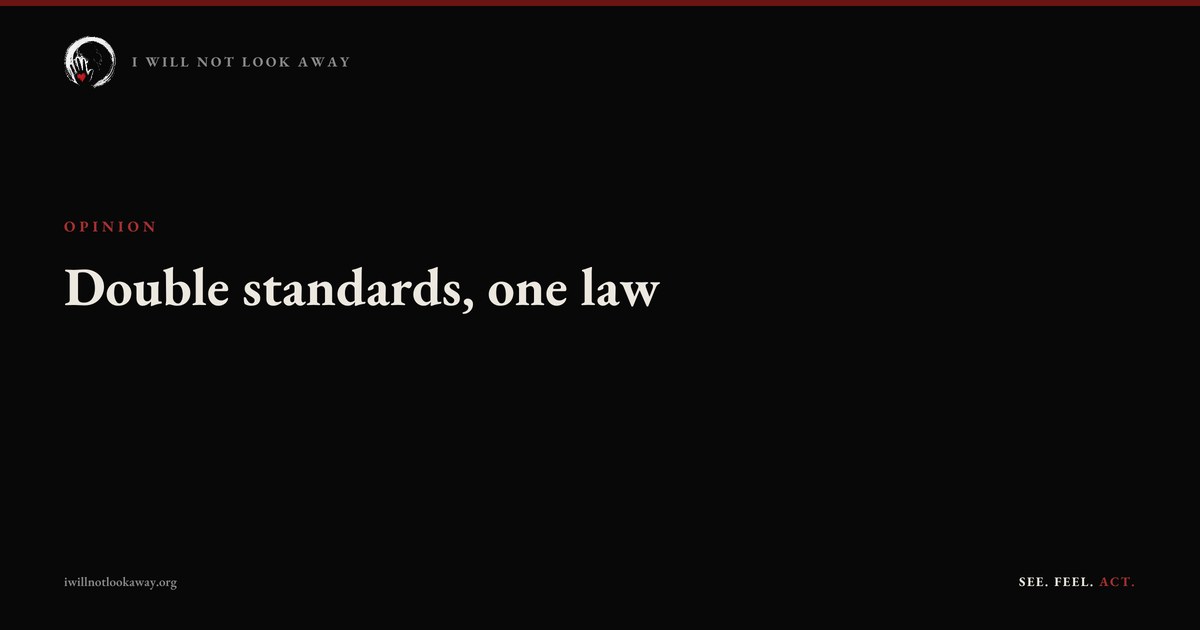 I WILL NOT LOOK AWAY
OPINION
Double standards, one law
iwillnotlookaway.org
SEE. FEEL. ACT.